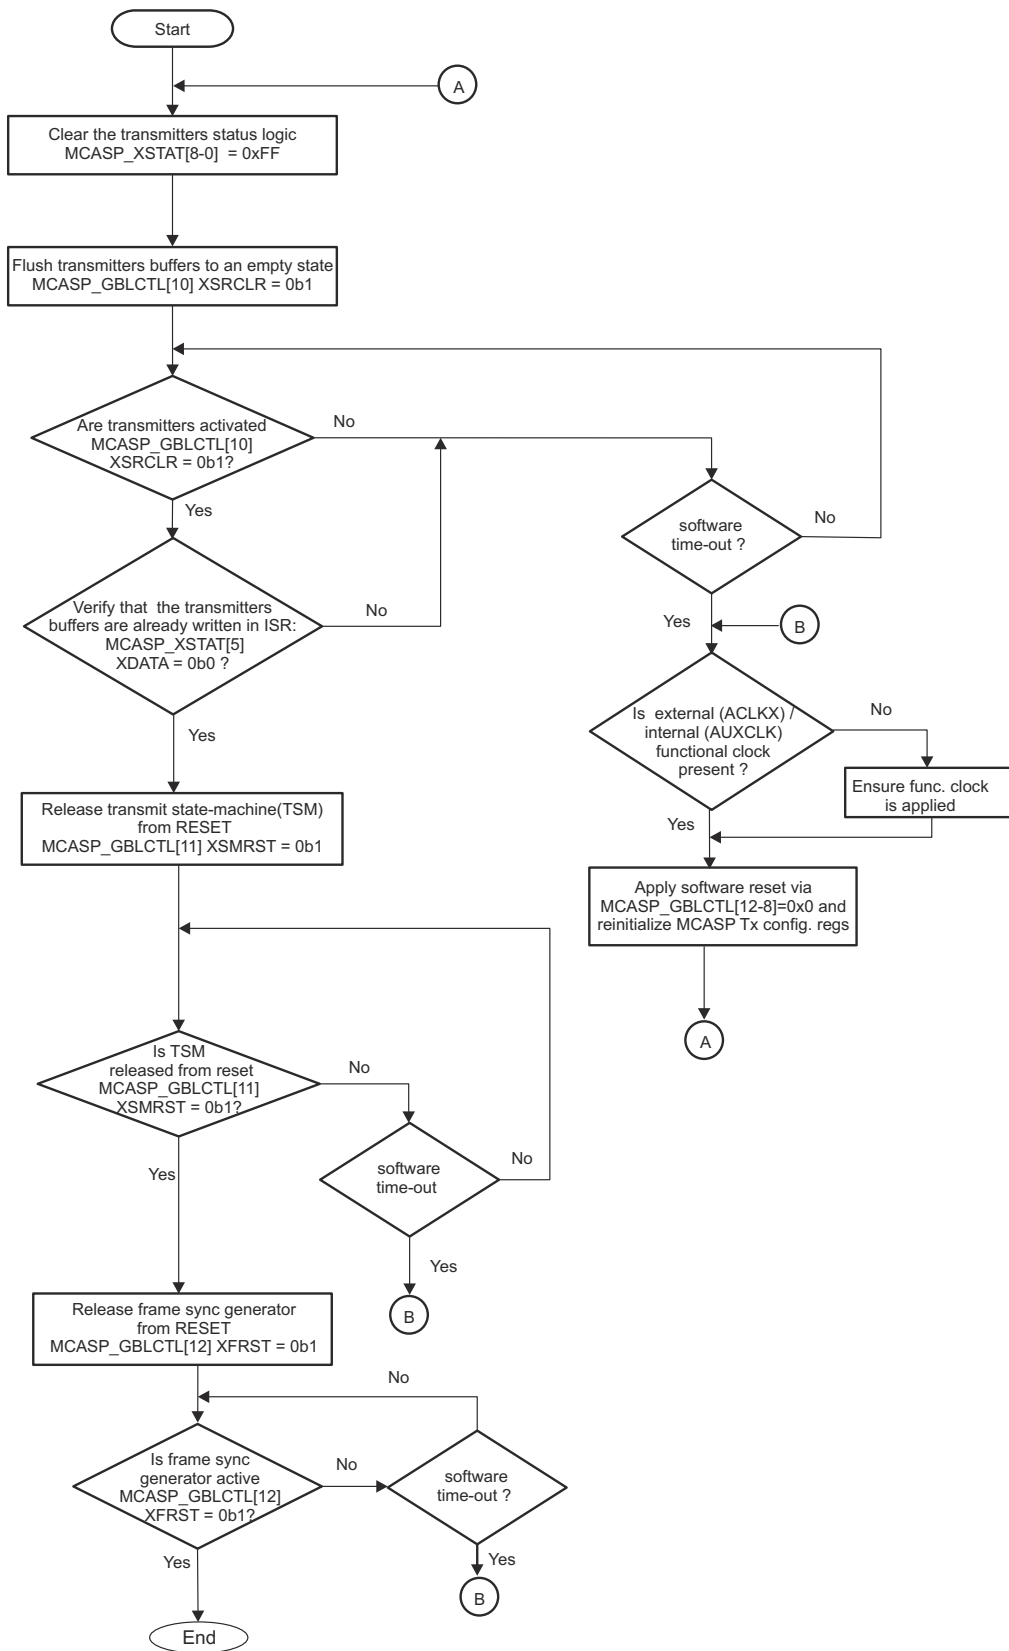 Start
A
Clear the transmitters status logic
MCASP_XSTAT[8-0] = 0xFF
Flush transmitters buffers to an empty state
MCASP_GBLCTL[10] XSRCLR = 0b1
Are transmitters activated
MCASP_GBLCTL[10]
XSRCLR = 0b1?
No
Yes
software
time-out ?
No
Yes
Verify that the transmitters
buffers are already written in ISR:
MCASP_XSTAT[5]
XDATA = 0b0 ?
No
Yes
B
Is external (ACLKX) /
internal (AUXCLK)
functional clock
present ?
No
Yes
Ensure func. clock
is applied
Release transmit state-machine(TSM)
from RESET
MCASP_GBLCTL[11] XSMRST = 0b1
Apply software reset via
MCASP_GBLCTL[12-8]=0x0 and
reinitialize MCASP Tx config. regs
A
Is TSM
released from reset
MCASP_GBLCTL[11]
XSMRST = 0b1?
No
Yes
software
time-out
No
Yes
B
Release frame sync generator
from RESET
MCASP_GBLCTL[12] XFRST = 0b1
No
Is frame sync
generator active
MCASP_GBLCTL[12]
XFRST = 0b1?
No
software
time-out ?
Yes
Yes
B
End